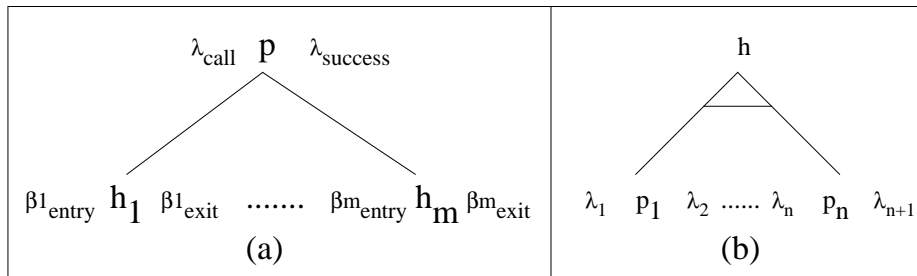 λcall p λsuccess
β1entry h1 β1exit ....... βmentry hm βmexit
(a)
h
λ1 p1 λ2 ...... λn pn λn+1
(b)